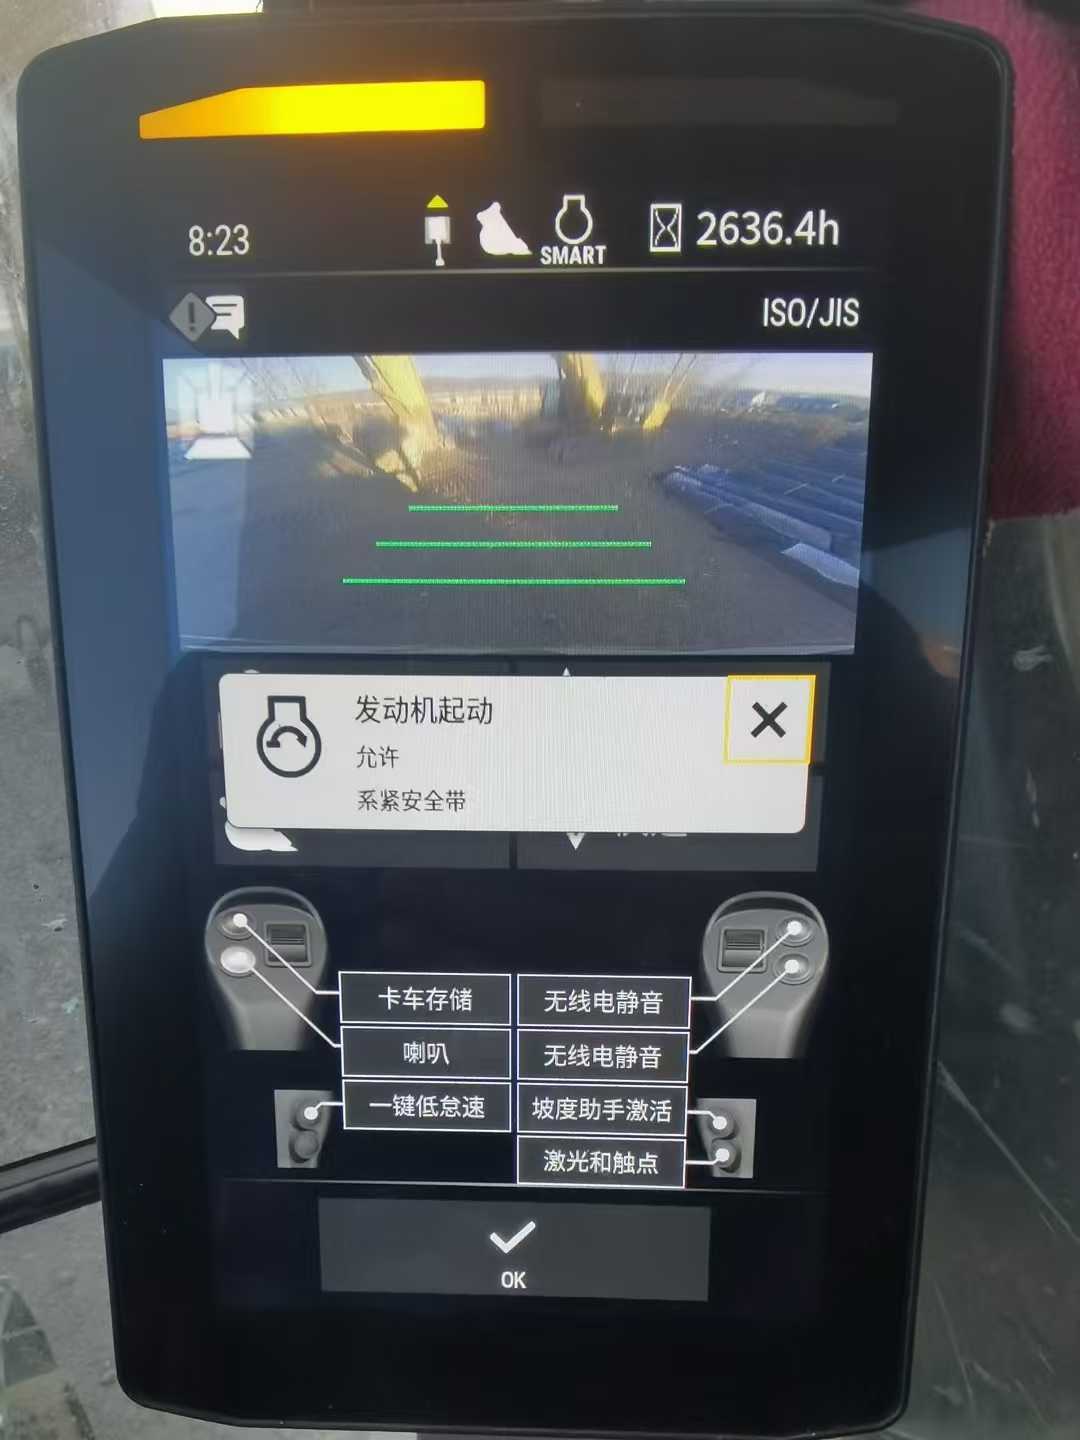 8:23
SMART
2636.4h
ISO/JIS
发动机起动
允许
系紧安全带
卡车存储
无线电静音
喇叭
无线电静音
一键低怠速
坡度助手激活
激光和触点
OK